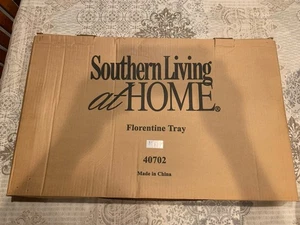 Southern Living
at HOME®
Florentine Tray
40702
Made in China